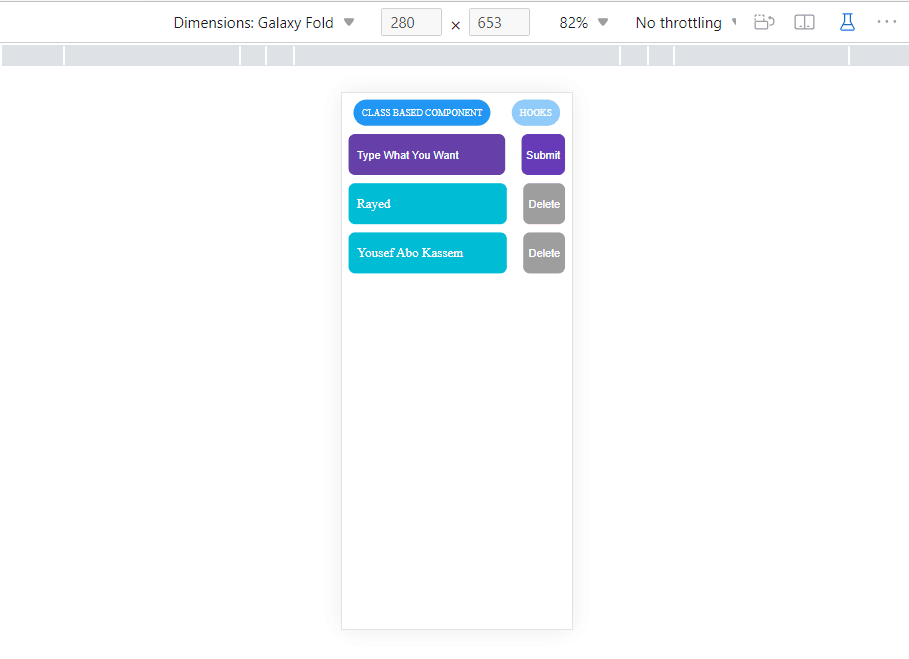 Dimensions: Galaxy Fold 280 × 653 82% No throttling
CLASS BASED COMPONENT HOOKS
Type What You Want Submit
Rayed Delete
Yousef Abo Kassem Delete